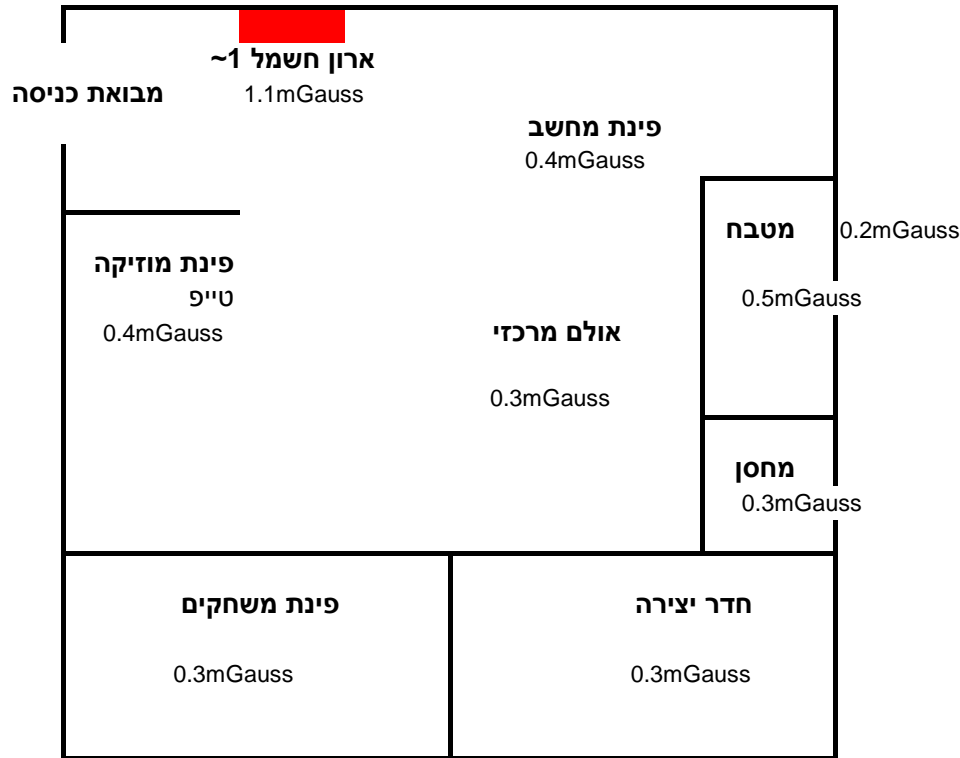 ארון חשמל 1~
1.1mGauss
מבואת כניסה
פינת מחשב
0.4mGauss
מטבח
0.2mGauss
0.5mGauss
פינת מוזיקה
טייפ
0.4mGauss
אולם מרכזי
0.3mGauss
מחסן
0.3mGauss
חדר יצירה
0.3mGauss
פינת משחקים
0.3mGauss